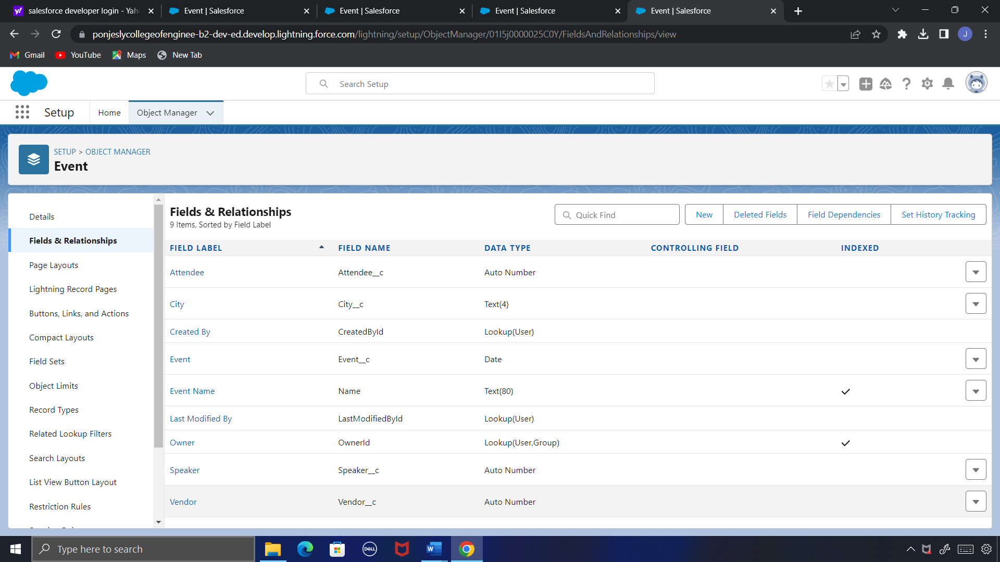 salesforce developer login - Yah
Event | Salesforce
Event | Salesforce
Event | Salesforce
Event | Salesforce
ponjeslycollegeofenginee-b2-dev-ed.develop.lightning.force.com/lightning/setup/ObjectManager/01I5j0000025C0Y/FieldsAndRelationships/view
J
Gmail
YouTube
Maps
New Tab
Search Setup
Setup
Home
Object Manager
SETUP > OBJECT MANAGER
Event
Details
Fields & Relationships
Page Layouts
Lightning Record Pages
Buttons, Links, and Actions
Compact Layouts
Field Sets
Object Limits
Record Types
Related Lookup Filters
Search Layouts
List View Button Layout
Restriction Rules
Fields & Relationships
9 Items, Sorted by Field Label
Quick Find
New
Deleted Fields
Field Dependencies
Set History Tracking
FIELD LABEL FIELD NAME DATA TYPE CONTROLLING FIELD INDEXED
Attendee Attendee__c Auto Number
City City__c Text(4)
Created By CreatedById Lookup(User)
Event Event__c Date
Event Name Name Text(80)
Last Modified By LastModifiedById Lookup(User)
Owner OwnerId Lookup(User,Group)
Speaker Speaker__c Auto Number
Vendor Vendor__c Auto Number
Type here to search
DELL
W